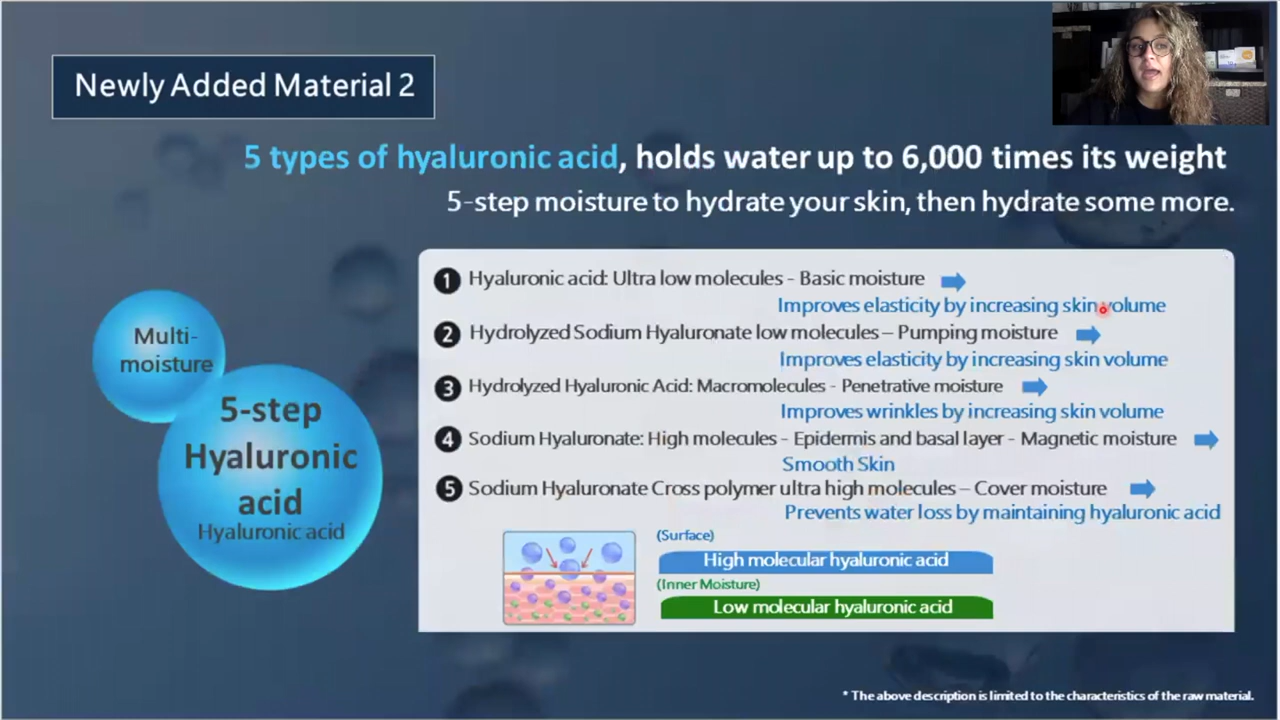 Newly Added Material 2
5 types of hyaluronic acid, holds water up to 6,000 times its weight
5-step moisture to hydrate your skin, then hydrate some more.
Multi-
moisture
5-step
Hyaluronic
acid
Hyaluronic acid
1 Hyaluronic acid: Ultra low molecules - Basic moisture
Improves elasticity by increasing skin volume
2 Hydrolyzed Sodium Hyaluronate low molecules – Pumping moisture
Improves elasticity by increasing skin volume
3 Hydrolyzed Hyaluronic Acid: Macromolecules - Penetrative moisture
Improves wrinkles by increasing skin volume
4 Sodium Hyaluronate: High molecules - Epidermis and basal layer - Magnetic moisture
Smooth Skin
5 Sodium Hyaluronate Cross polymer ultra high molecules – Cover moisture
Prevents water loss by maintaining hyaluronic acid
(Surface)
High molecular hyaluronic acid
(Inner Moisture)
Low molecular hyaluronic acid
* The above description is limited to the characteristics of the raw material.